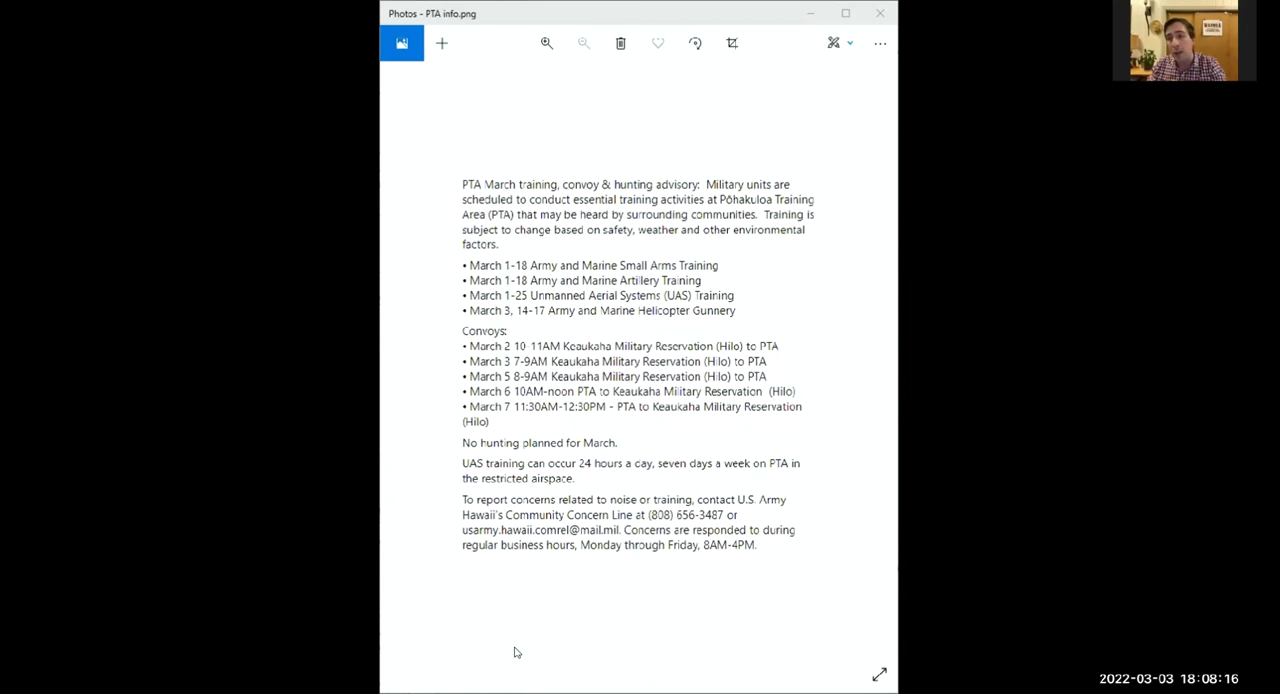 Photos - PTA info.png
PTA March training, convoy & hunting advisory: Military units are
scheduled to conduct essential training activities at Pōhakuloa Training
Area (PTA) that may be heard by surrounding communities. Training is
subject to change based on safety, weather and other environmental
factors.
• March 1-18 Army and Marine Small Arms Training
• March 1-18 Army and Marine Artillery Training
• March 1-25 Unmanned Aerial Systems (UAS) Training
• March 3, 14-17 Army and Marine Helicopter Gunnery
Convoys:
• March 2 10-11AM Keaukaha Military Reservation (Hilo) to PTA
• March 3 7-9AM Keaukaha Military Reservation (Hilo) to PTA
• March 5 8-9AM Keaukaha Military Reservation (Hilo) to PTA
• March 6 10AM-noon PTA to Keaukaha Military Reservation (Hilo)
• March 7 11:30AM-12:30PM - PTA to Keaukaha Military Reservation
(Hilo)
No hunting planned for March.
UAS training can occur 24 hours a day, seven days a week on PTA in
the restricted airspace.
To report concerns related to noise or training, contact U.S. Army
Hawaii's Community Concern Line at (808) 656-3487 or
usarmy.hawaii.comrel@mail.mil. Concerns are responded to during
regular business hours, Monday through Friday, 8AM-4PM.
2022-03-03 18:08:16